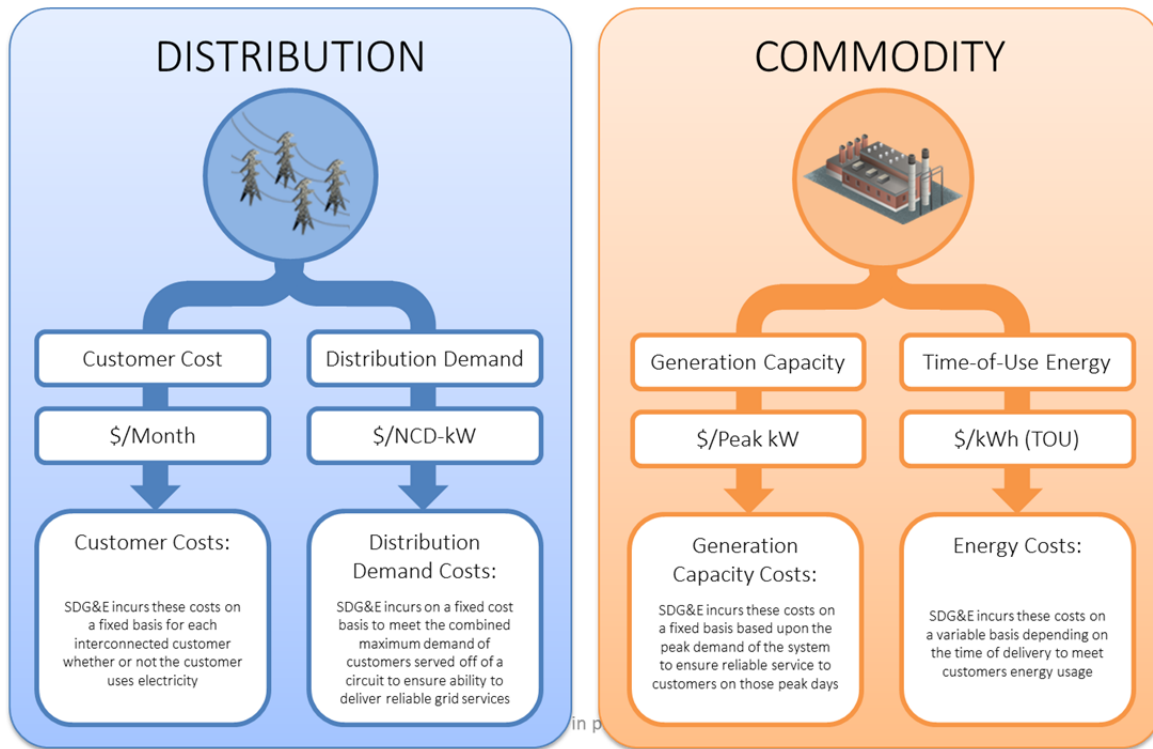 DISTRIBUTION
Customer Cost
$/Month
Customer Costs:
SDG&E incurs these costs on
a fixed basis for each
interconnected customer
whether or not the customer
uses electricity
Distribution Demand
$/NCD-kW
Distribution
Demand Costs:
SDG&E incurs on a fixed cost
basis to meet the combined
maximum demand of
customers served off of a
circuit to ensure ability to
deliver reliable grid services
COMMODITY
Generation Capacity
$/Peak kW
Generation
Capacity Costs:
SDG&E incurs these costs on
a fixed basis based upon the
peak demand of the system
to ensure reliable service to
customers on those peak days
Time-of-Use Energy
$/kWh (TOU)
Energy Costs:
SDG&E incurs these costs on
a variable basis depending on
the time of delivery to meet
customers energy usage
in